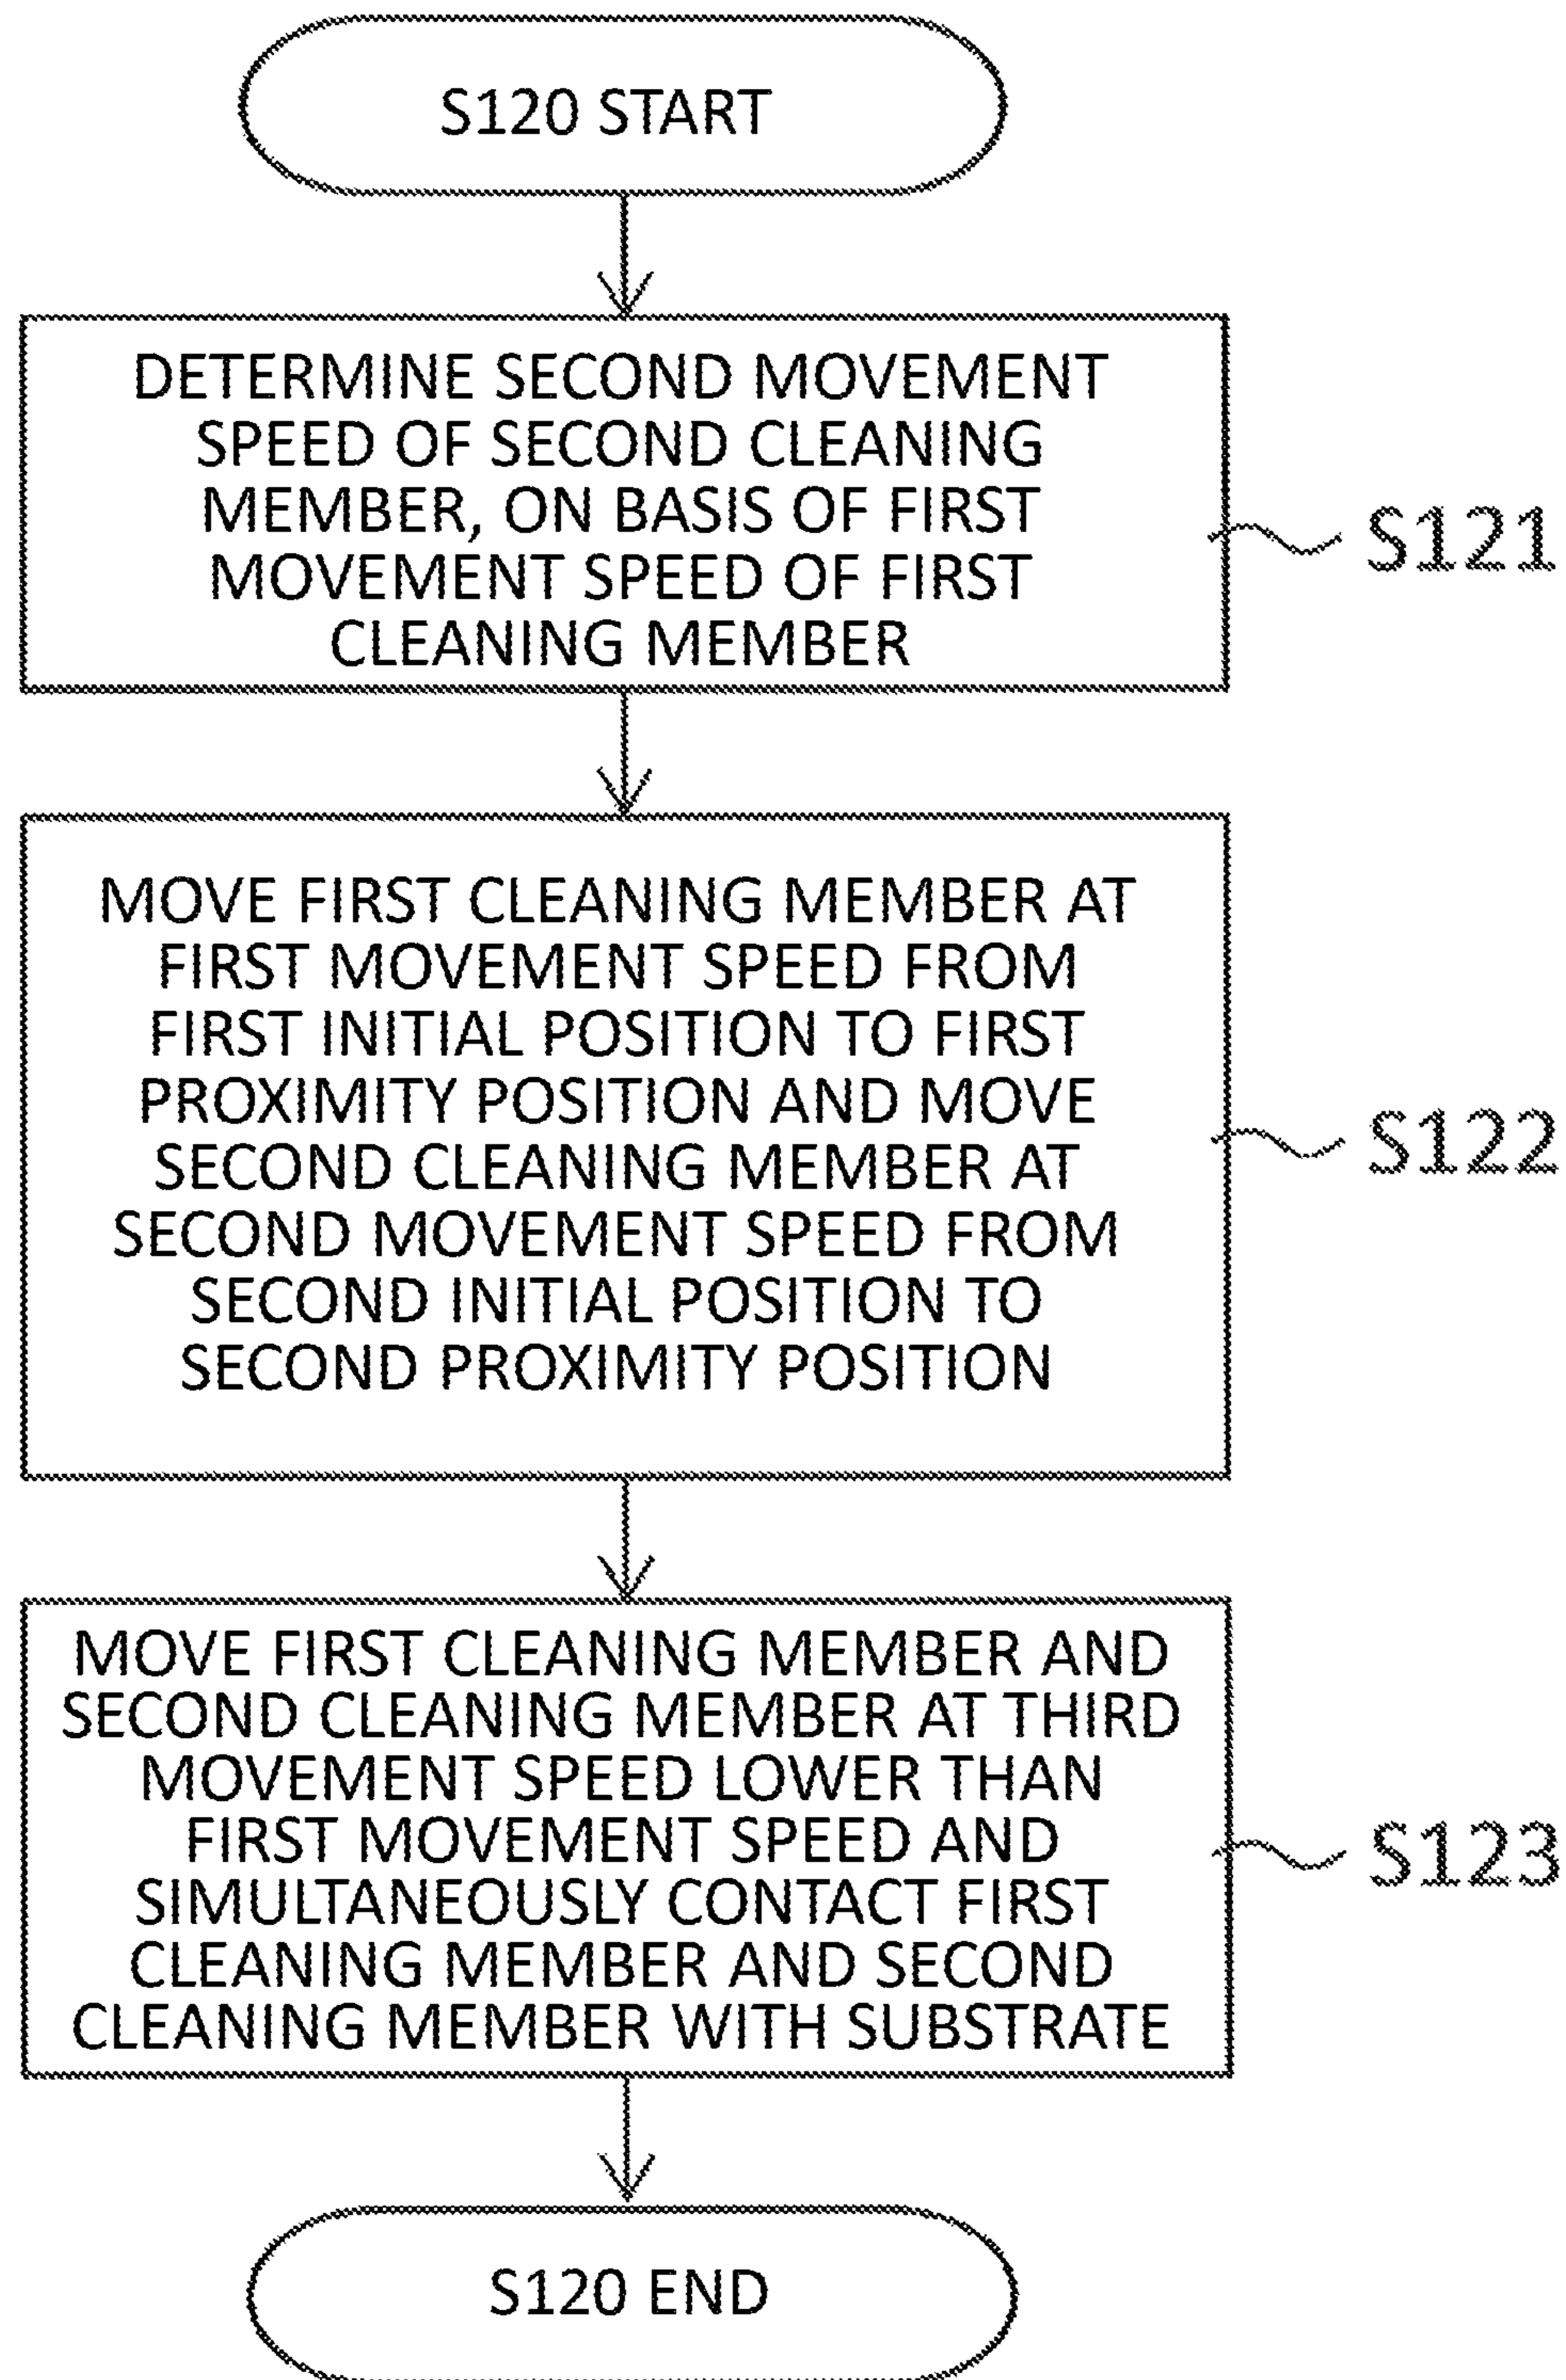 S120 START
DETERMINE SECOND MOVEMENT
SPEED OF SECOND CLEANING
MEMBER, ON BASIS OF FIRST
MOVEMENT SPEED OF FIRST
CLEANING MEMBER
S121
MOVE FIRST CLEANING MEMBER AT
FIRST MOVEMENT SPEED FROM
FIRST INITIAL POSITION TO FIRST
PROXIMITY POSITION AND MOVE
SECOND CLEANING MEMBER AT
SECOND MOVEMENT SPEED FROM
SECOND INITIAL POSITION TO
SECOND PROXIMITY POSITION
S122
MOVE FIRST CLEANING MEMBER AND
SECOND CLEANING MEMBER AT THIRD
MOVEMENT SPEED LOWER THAN
FIRST MOVEMENT SPEED AND
SIMULTANEOUSLY CONTACT FIRST
CLEANING MEMBER AND SECOND
CLEANING MEMBER WITH SUBSTRATE
S123
S120 END